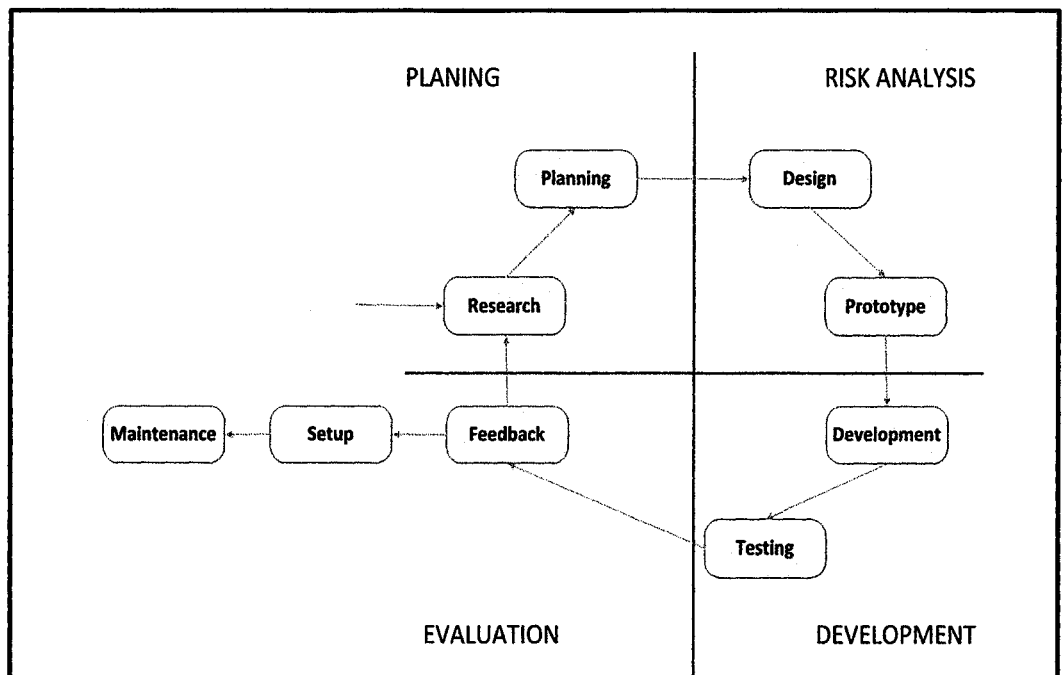 PLANING
RISK ANALYSIS
Planning
Design
Research
Prototype
Maintenance
Setup
Feedback
Development
Testing
EVALUATION
DEVELOPMENT